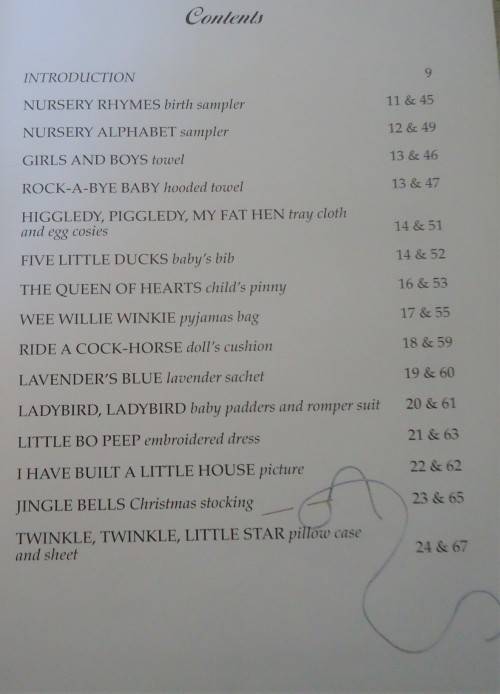 Contents
INTRODUCTION 9
NURSERY RHYMES birth sampler 11 & 45
NURSERY ALPHABET sampler 12 & 49
GIRLS AND BOYS towel 13 & 46
ROCK-A-BYE BABY hooded towel 13 & 47
HIGGLEDY, PIGGLEDY, MY FAT HEN tray cloth
and egg cosies 14 & 51
FIVE LITTLE DUCKS baby's bib 14 & 52
THE QUEEN OF HEARTS child's pinny 16 & 53
WEE WILLIE WINKIE pyjamas bag 17 & 55
RIDE A COCK-HORSE doll's cushion 18 & 59
LAVENDER'S BLUE lavender sachet 19 & 60
LADYBIRD, LADYBIRD baby padders and romper suit 20 & 61
LITTLE BO PEEP embroidered dress 21 & 63
I HAVE BUILT A LITTLE HOUSE picture 22 & 62
JINGLE BELLS Christmas stocking 23 & 65
TWINKLE, TWINKLE, LITTLE STAR pillow case
and sheet 24 & 67